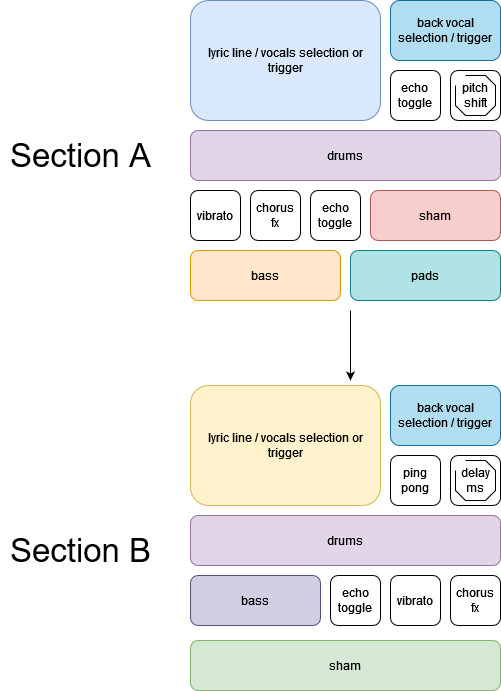 lyric line / vocals selection or
trigger
back vocal
selection / trigger
echo
toggle
pitch
shift
Section A
drums
vibrato
chorus
fx
echo
toggle
sham
bass
pads
lyric line / vocals selection or
trigger
back vocal
selection / trigger
ping
pong
delay
ms
Section B
drums
bass
echo
toggle
vibrato
chorus
fx
sham